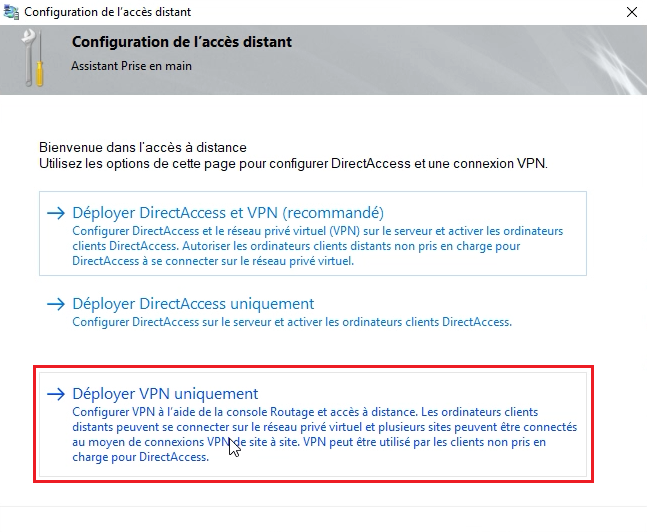 Configuration de l'accès distant
Configuration de l'accès distant
Assistant Prise en main
Bienvenue dans l'accès à distance
Utilisez les options de cette page pour configurer DirectAccess et une connexion VPN.
Déployer DirectAccess et VPN (recommandé)
Configurer DirectAccess et le réseau privé virtuel (VPN) sur le serveur et activer les ordinateurs
clients DirectAccess. Autoriser les ordinateurs clients distants non pris en charge pour
DirectAccess à se connecter sur le réseau privé virtuel.
Déployer DirectAccess uniquement
Configurer DirectAccess sur le serveur et activer les ordinateurs clients DirectAccess.
Déployer VPN uniquement
Configurer VPN à l'aide de la console Routage et accès à distance. Les ordinateurs clients
distants peuvent se connecter sur le réseau privé virtuel et plusieurs sites peuvent être connectés
au moyen de connexions VPN de site à site. VPN peut être utilisé par les clients non pris en
charge pour DirectAccess.